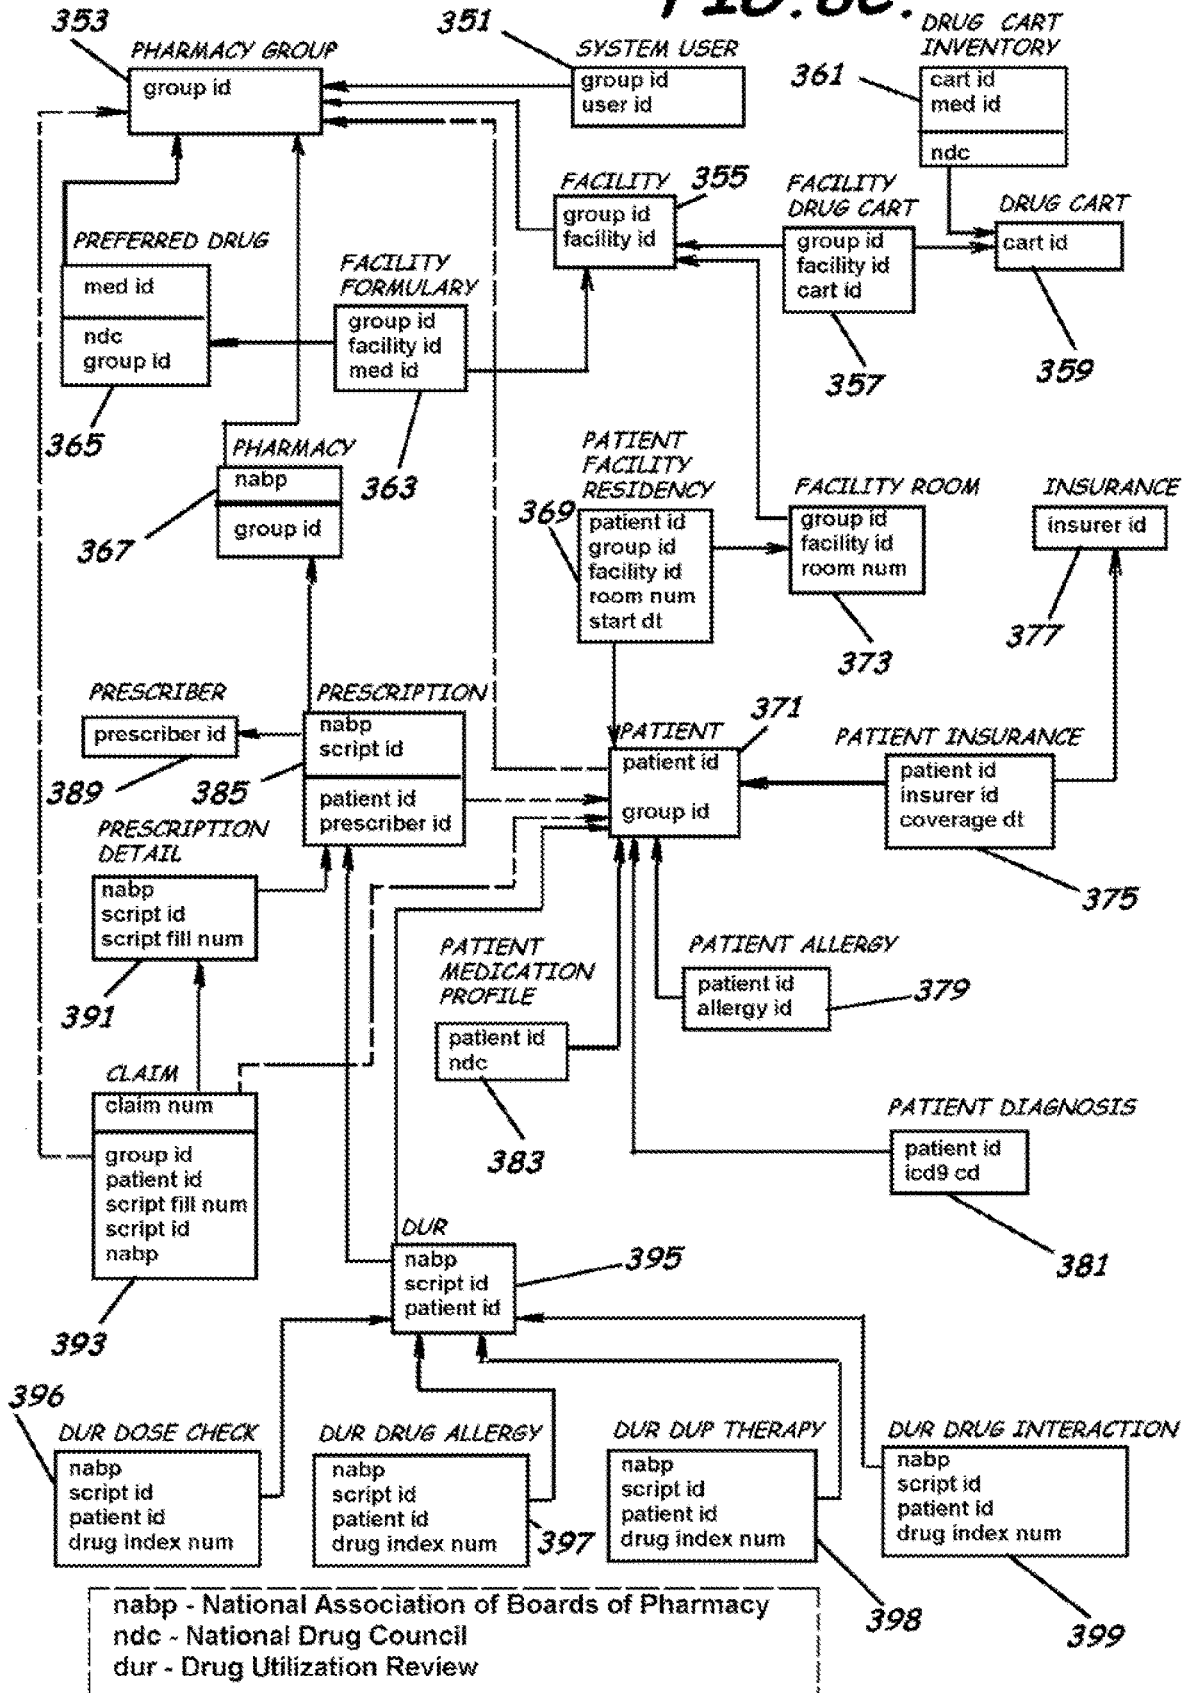 FIG. 8C.
353
351
DRUG CART
INVENTORY
PHARMACY GROUP
group id
SYSTEM USER
group id
user id
361
cart id
med id
ndc
FACILITY
355
group id
facility id
FACILITY
DRUG CART
group id
facility id
cart id
357
DRUG CART
cart id
359
PREFERRED DRUG
med id
ndc
group id
365
FACILITY
FORMULARY
group id
facility id
med id
363
PHARMACY
nabp
group id
367
PATIENT
FACILITY
RESIDENCY
369
patient id
group id
facility id
room num
start dt
FACILITY ROOM
group id
facility id
room num
373
INSURANCE
insurer id
377
PRESCRIBER
prescriber id
389
PRESCRIPTION
nabp
script id
patient id
prescriber id
385
PATIENT
371
patient id
group id
PATIENT INSURANCE
patient id
insurer id
coverage dt
375
PRESCRIPTION
DETAIL
nabp
script id
script fill num
391
PATIENT
MEDICATION
PROFILE
patient id
ndc
383
PATIENT ALLERGY
patient id
allergy id
379
CLAIM
claim num
group id
patient id
script fill num
script id
nabp
393
PATIENT DIAGNOSIS
patient id
icd9 cd
381
DUR
nabp
script id
patient id
395
396
DUR DOSE CHECK
nabp
script id
patient id
drug index num
DUR DRUG ALLERGY
nabp
script id
patient id
drug index num
397
DUR DUP THERAPY
nabp
script id
patient id
drug index num
398
DUR DRUG INTERACTION
nabp
script id
patient id
drug index num
399
nabp - National Association of Boards of Pharmacy
ndc - National Drug Council
dur - Drug Utilization Review